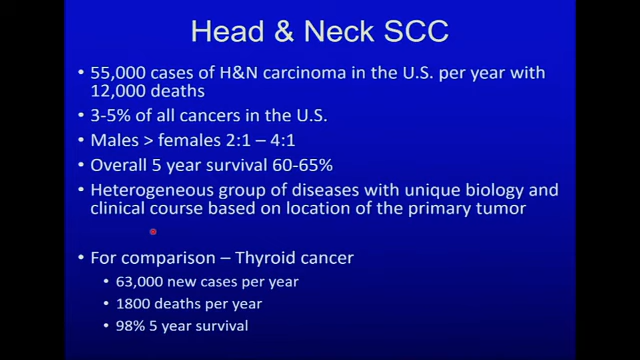 Head & Neck SCC
• 55,000 cases of H&N carcinoma in the U.S. per year with
12,000 deaths
• 3-5% of all cancers in the U.S.
• Males > females 2:1 – 4:1
• Overall 5 year survival 60-65%
• Heterogeneous group of diseases with unique biology and
clinical course based on location of the primary tumor
• For comparison – Thyroid cancer
• 63,000 new cases per year
• 1800 deaths per year
• 98% 5 year survival